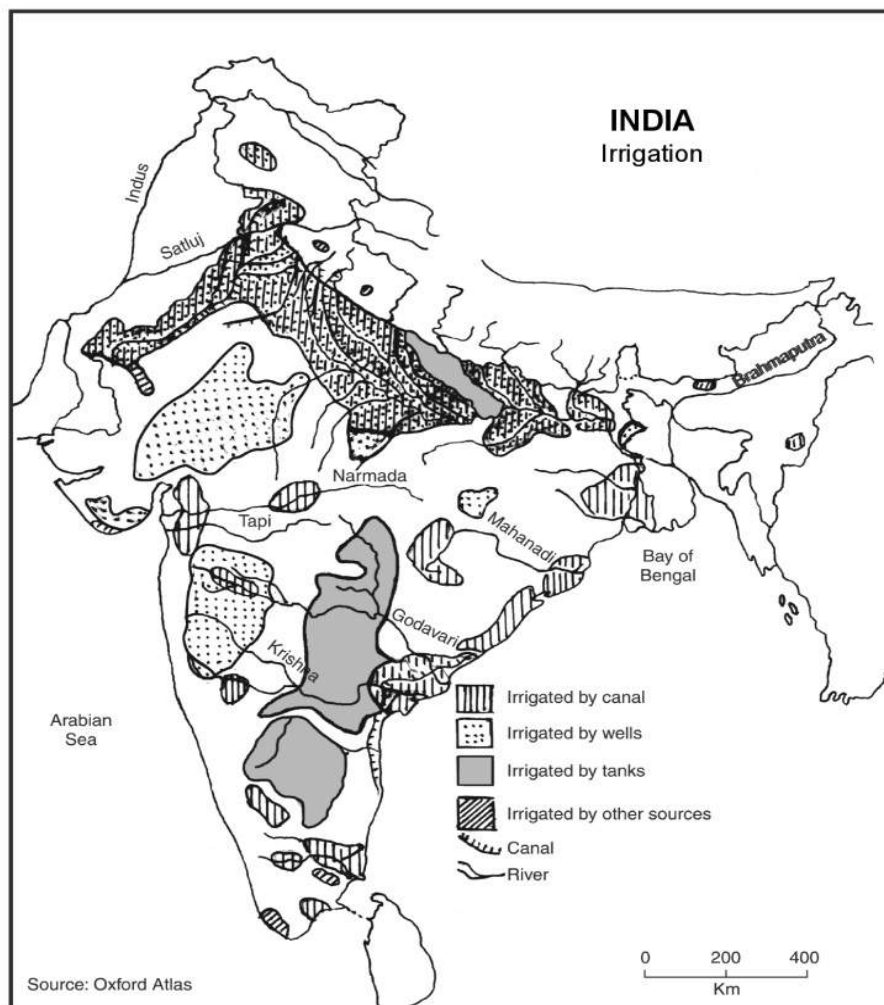 INDIA
Irrigation
Indus
Satluj
Brahmaputra
Narmada
Tapi
Mahanadi
Bay of
Bengal
Godavari
Krishna
Arabian
Sea
Irrigated by canal
Irrigated by wells
Irrigated by tanks
Irrigated by other sources
Canal
River
0 200 400
Km
Source: Oxford Atlas